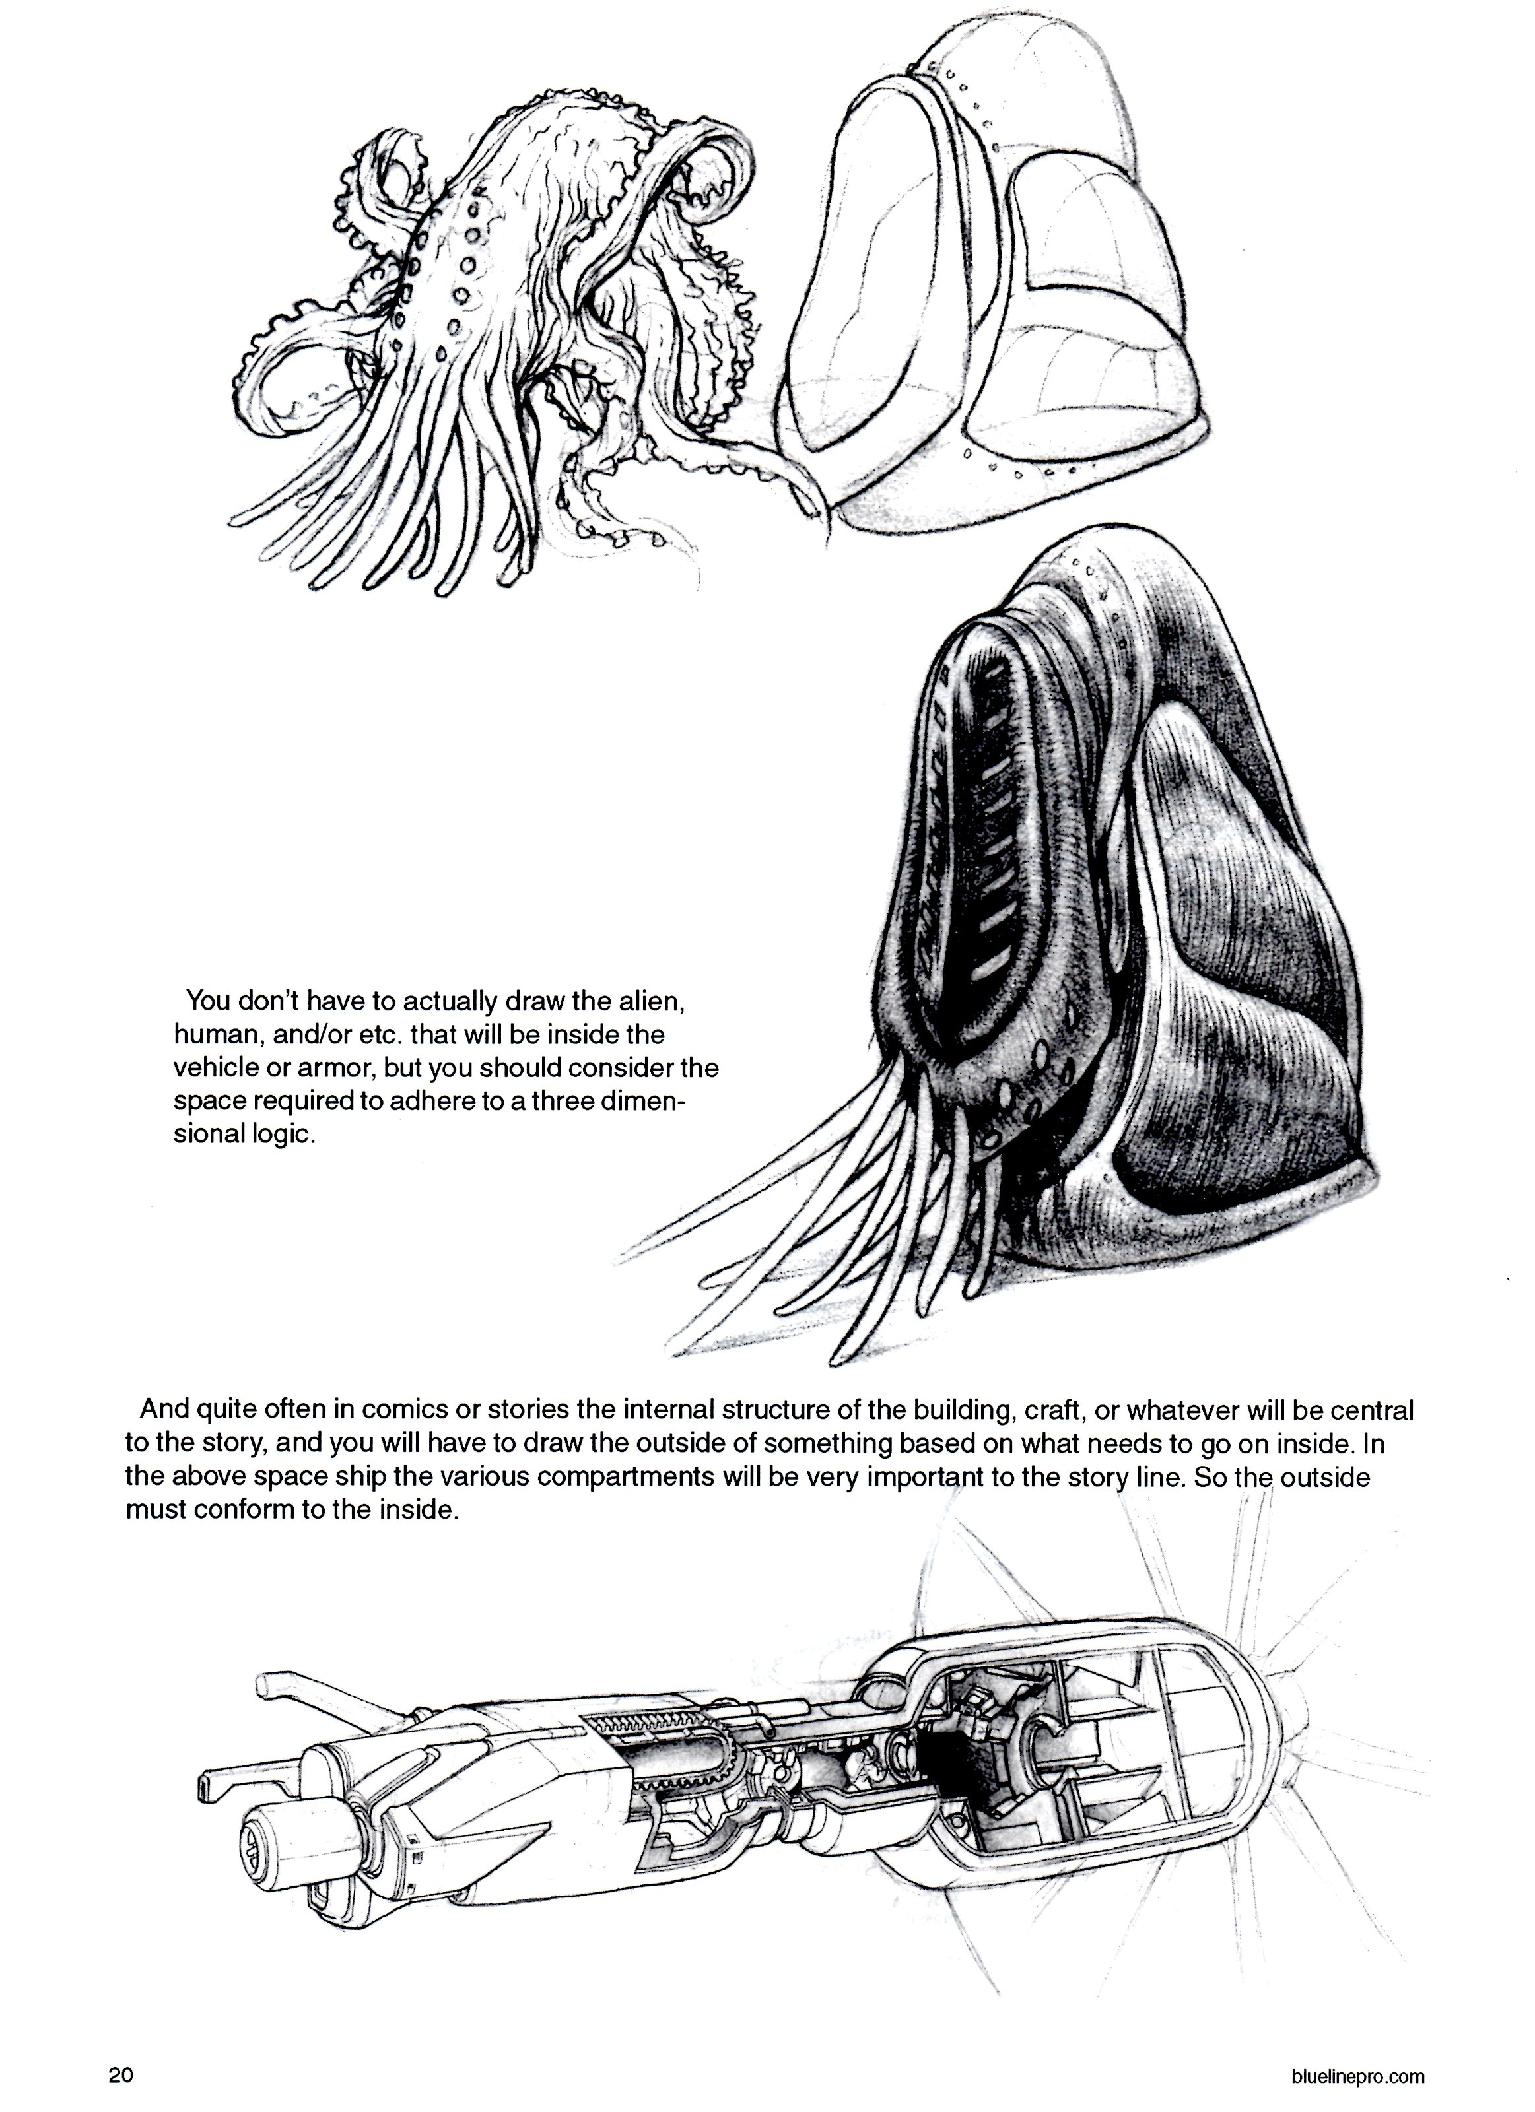 You don't have to actually draw the alien,
human, and/or etc. that will be inside the
vehicle or armor, but you should consider the
space required to adhere to a three dimen-
sional logic.
And quite often in comics or stories the internal structure of the building, craft, or whatever will be central
to the story, and you will have to draw the outside of something based on what needs to go on inside. In
the above space ship the various compartments will be very important to the story line. So the outside
must conform to the inside.
20
bluelinepro.com